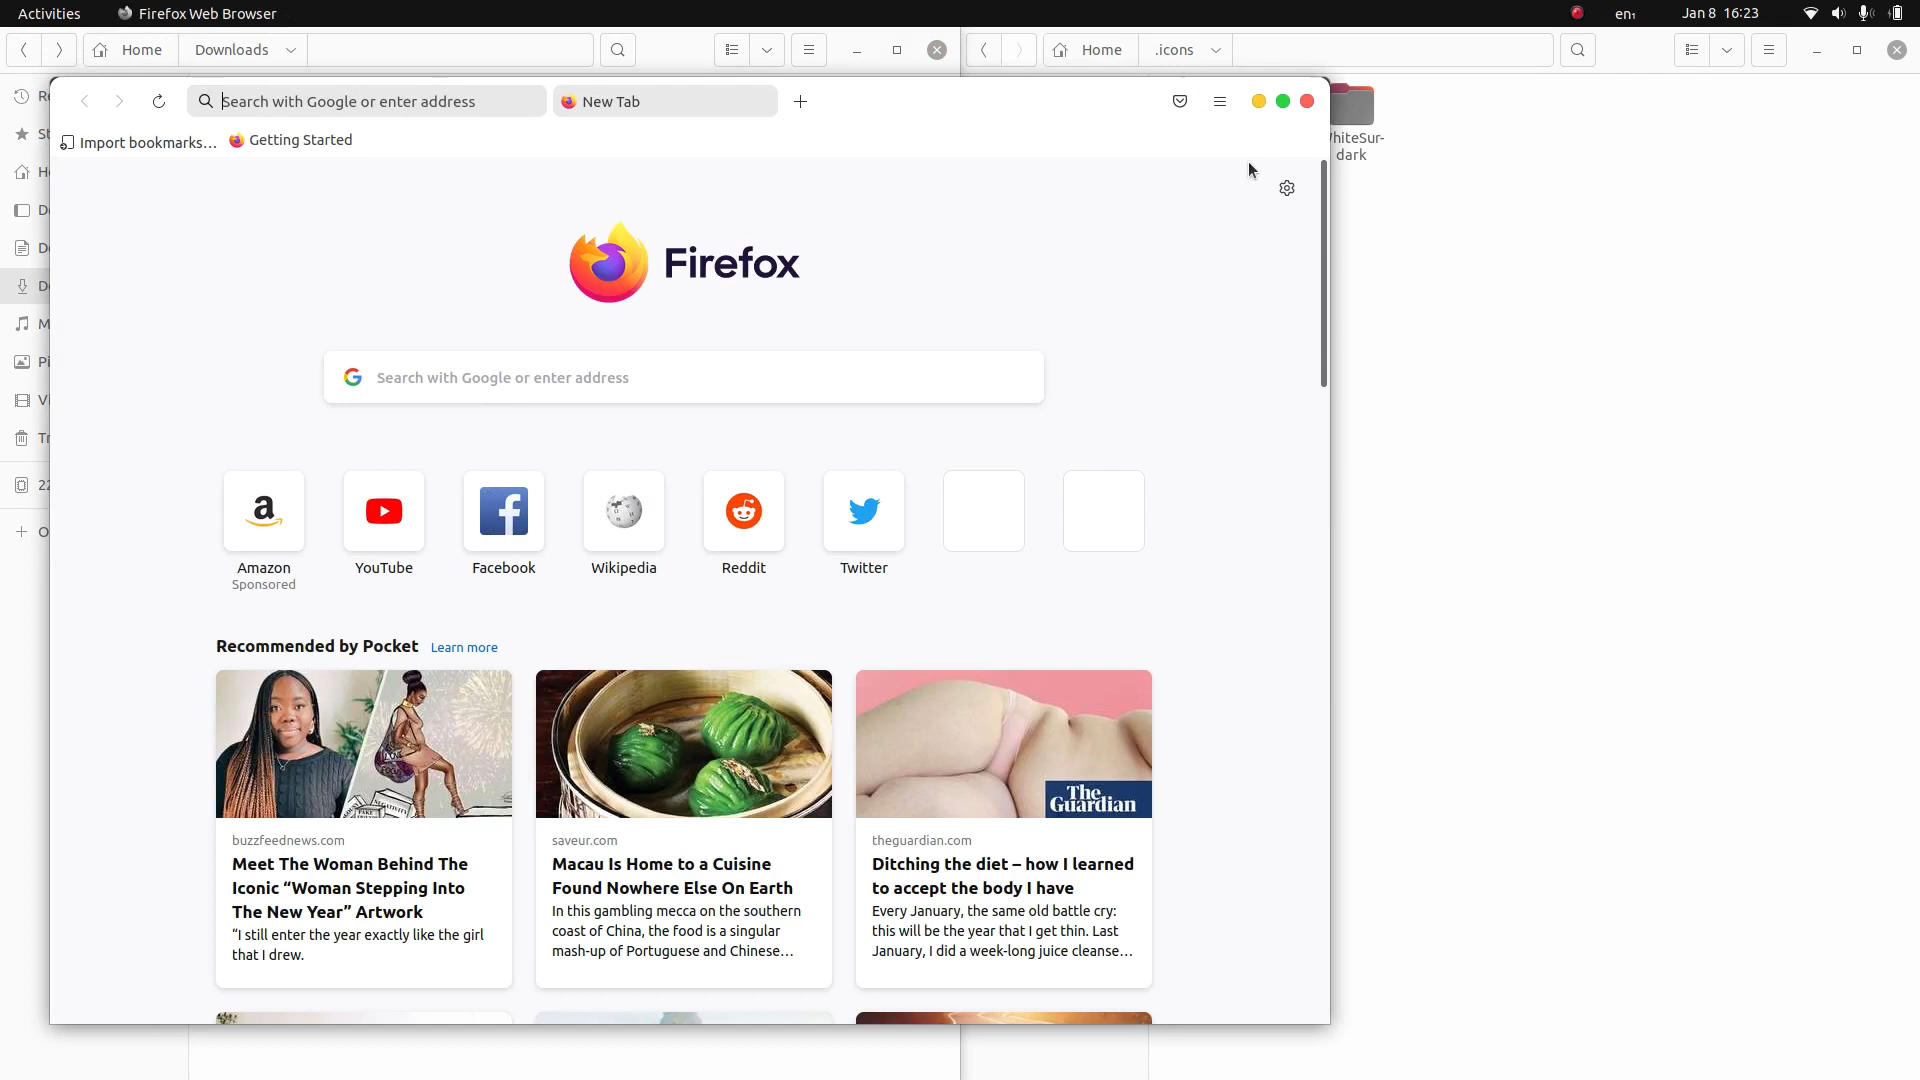 Activities Firefox Web Browser en₁ Jan 8 16:23
Home Downloads
Home .icons
Search with Google or enter address New Tab
Import bookmarks... Getting Started
Re
St
H
D
D
D
M
Pi
Vi
Tr
22
O
hiteSur-
dark
Firefox
Search with Google or enter address
a
Amazon
Sponsored
YouTube
Facebook
Wikipedia
Reddit
Twitter
Recommended by Pocket Learn more
buzzfeednews.com
Meet The Woman Behind The
Iconic “Woman Stepping Into
The New Year” Artwork
“I still enter the year exactly like the girl
that I drew.
saveur.com
Macau Is Home to a Cuisine
Found Nowhere Else On Earth
In this gambling mecca on the southern
coast of China, the food is a singular
mash-up of Portuguese and Chinese...
The
Guardian
theguardian.com
Ditching the diet – how I learned
to accept the body I have
Every January, the same old battle cry:
this will be the year that I get thin. Last
January, I did a week-long juice cleanse...